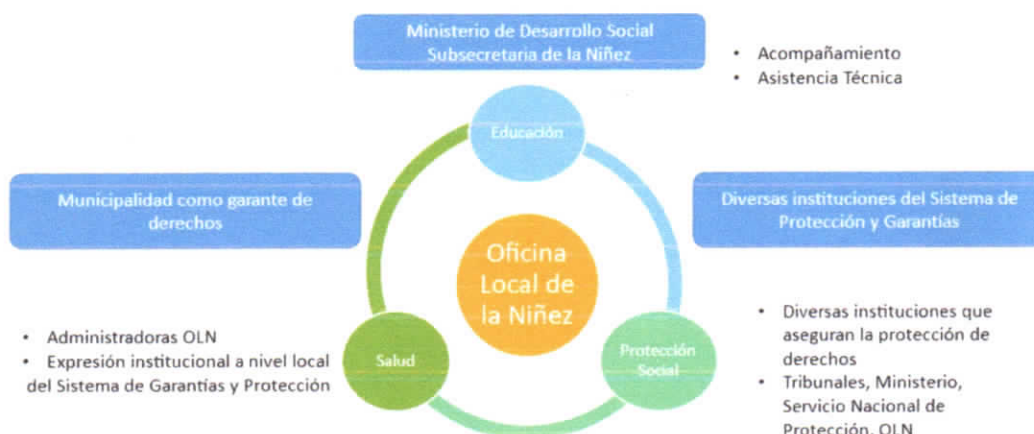 Ministerio de Desarrollo Social
Subsecretaria de la Niñez
• Acompañamiento
• Asistencia Técnica
Educación
Municipalidad como garante de
derechos
Diversas instituciones del Sistema de
Protección y Garantías
Oficina
Local de
la Niñez
• Administradoras OLN
• Expresión institucional a nivel local
del Sistema de Garantías y Protección
Salud
Protección
Social
• Diversas instituciones que
aseguran la protección de
derechos
• Tribunales, Ministerio,
Servicio Nacional de
Protección, OLN